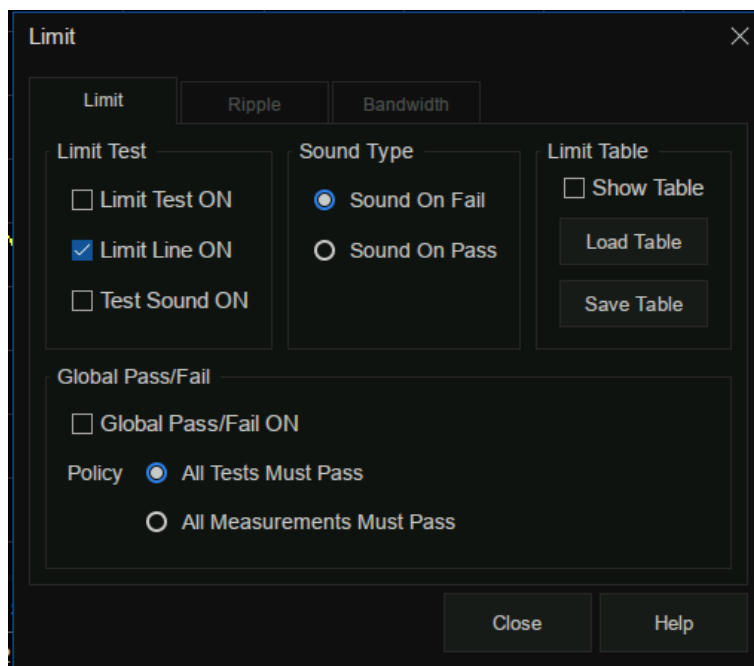 Limit
Limit Ripple Bandwidth
Limit Test
Limit Test ON
Limit Line ON
Test Sound ON
Sound Type
Sound On Fail
Sound On Pass
Limit Table
Show Table
Load Table
Save Table
Global Pass/Fail
Global Pass/Fail ON
Policy All Tests Must Pass
All Measurements Must Pass
Close Help